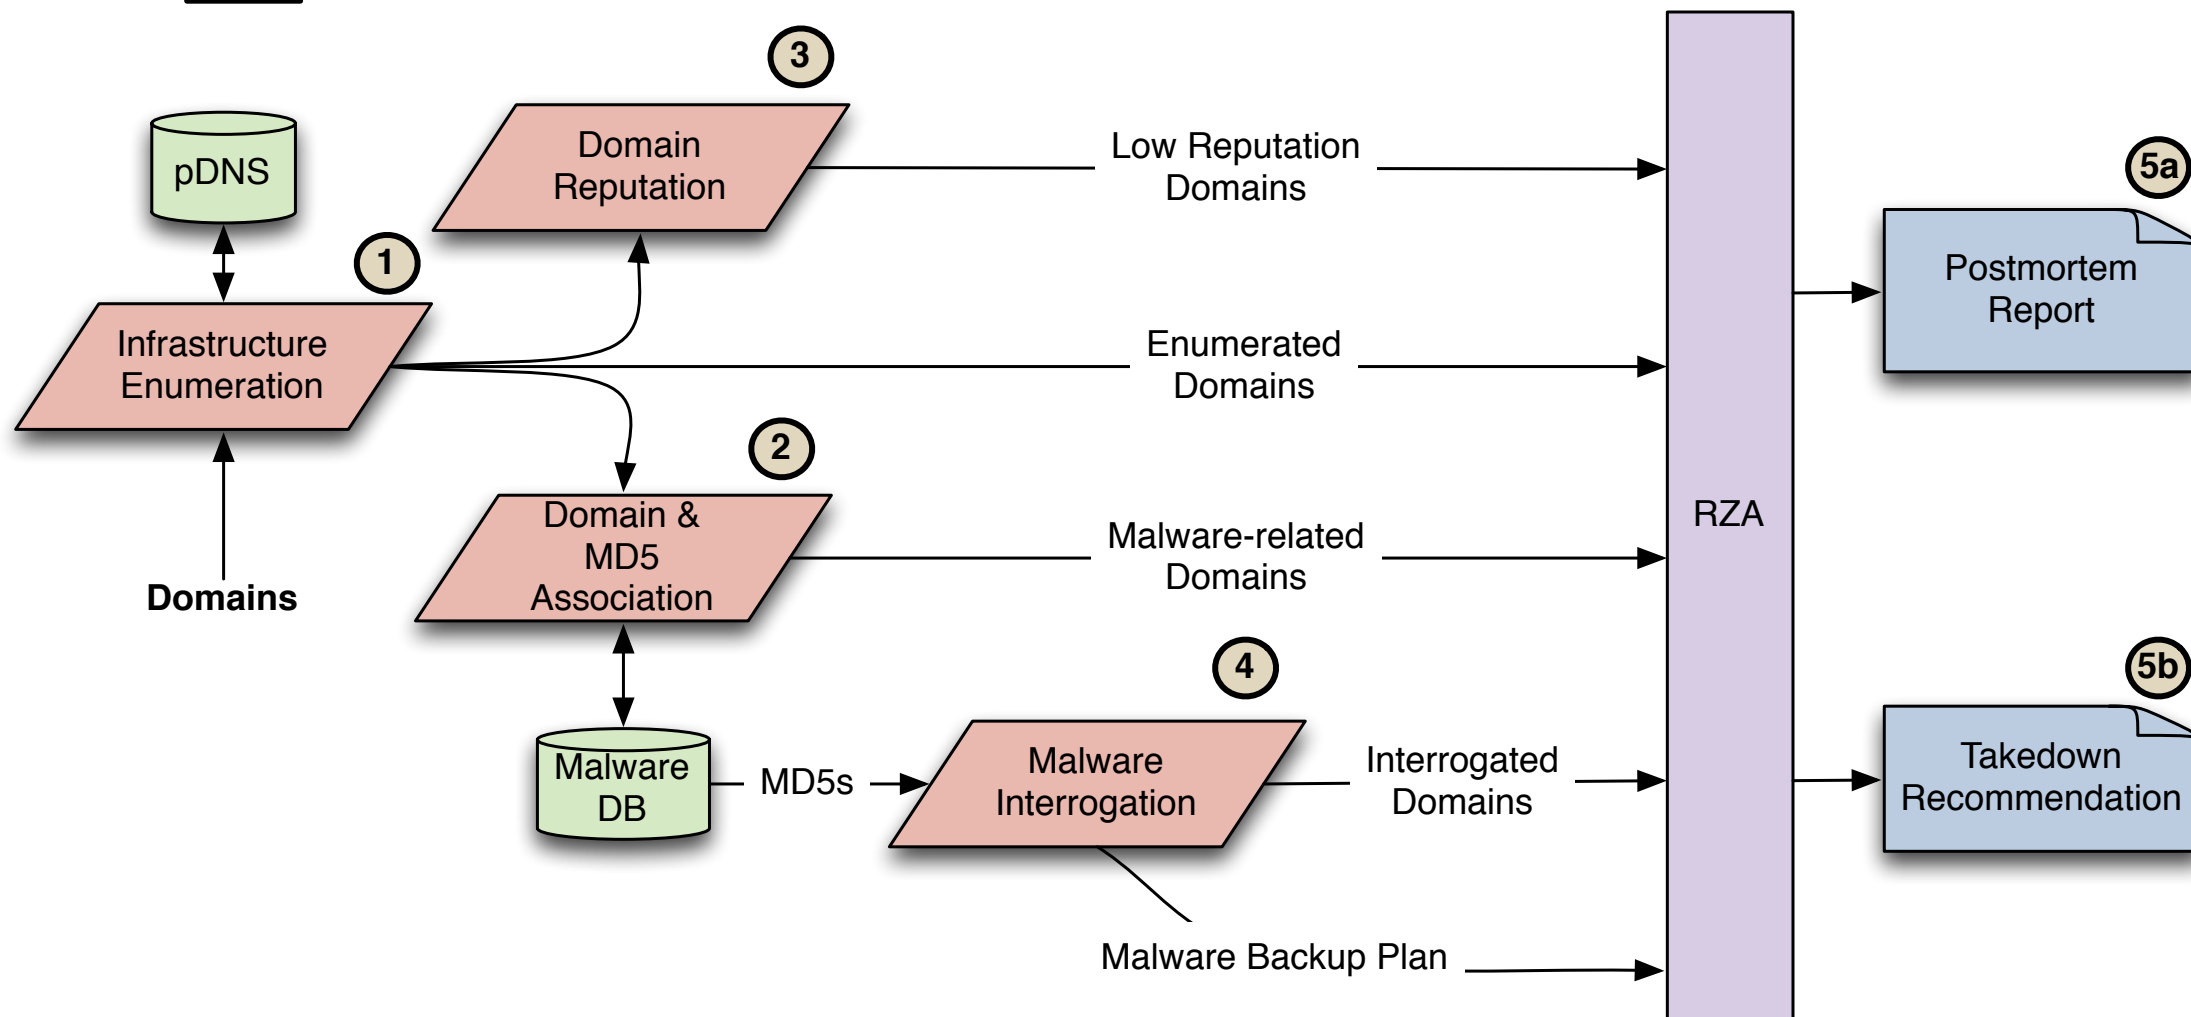 3
Domain
Reputation
Low Reputation
Domains
pDNS
5a
1
Postmortem
Report
Infrastructure
Enumeration
Enumerated
Domains
2
Domain &
MD5
Association
Malware-related
Domains
RZA
Domains
4
5b
Malware
DB
MD5s
Malware
Interrogation
Interrogated
Domains
Takedown
Recommendation
Malware Backup Plan